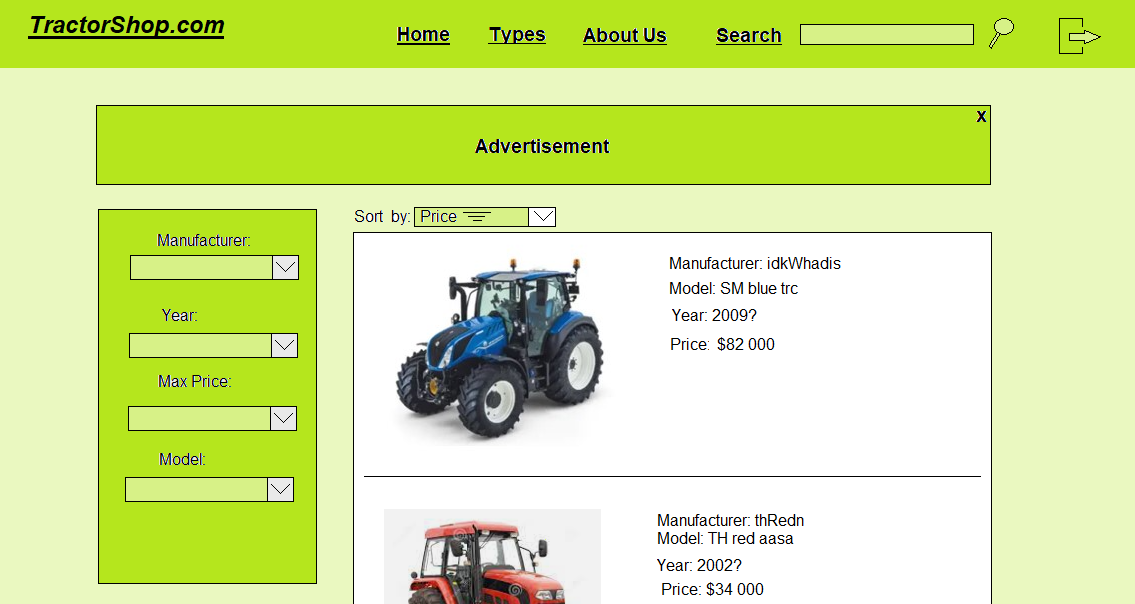 TractorShop.com
Home Types About Us Search
x
Advertisement
Sort by: Price
Manufacturer:
Year:
Max Price:
Model:
Manufacturer: idkWhadis
Model: SM blue trc
Year: 2009?
Price: $82 000
Manufacturer: thRedn
Model: TH red aasa
Year: 2002?
Price: $34 000